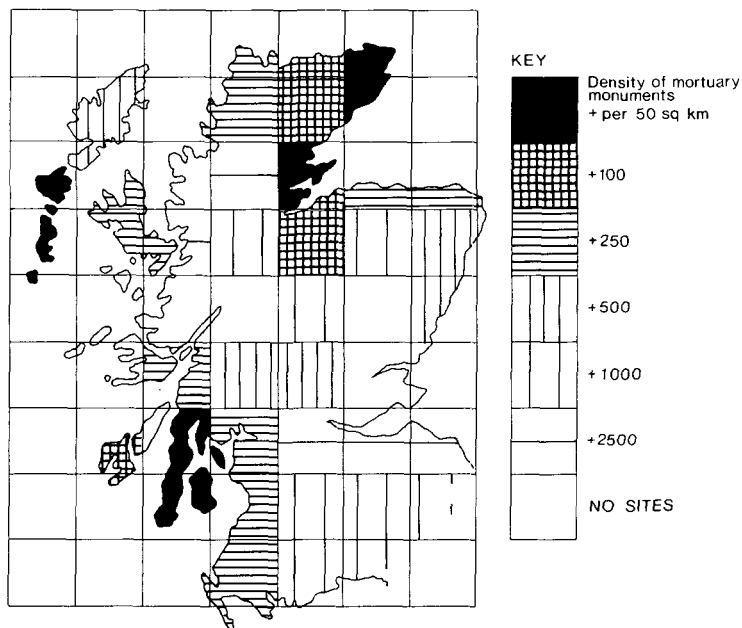 KEY
Density of mortuary
monuments
+ per 50 sq km
+100
+250
+500
+1000
+2500
NO SITES